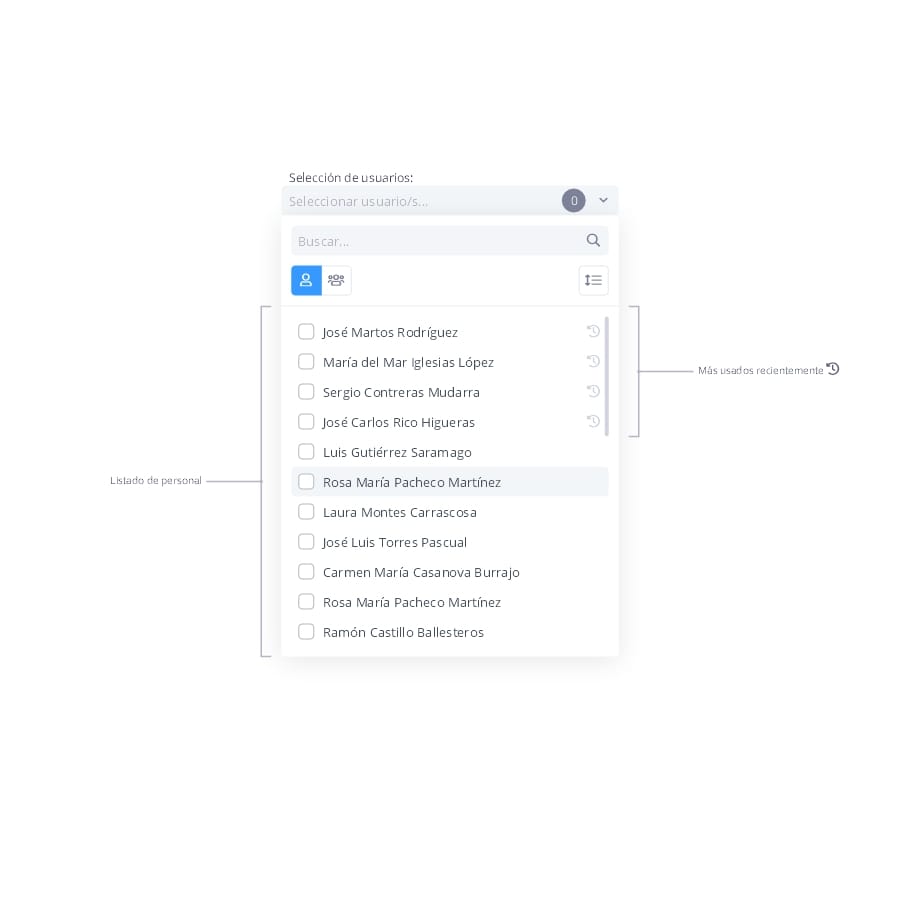 Selección de usuarios:
Seleccionar usuario/s...
0
Buscar...
José Martos Rodríguez
María del Mar Iglesias López
Sergio Contreras Mudarra
José Carlos Rico Higueras
Luis Gutiérrez Saramago
Rosa María Pacheco Martínez
Laura Montes Carrascosa
José Luis Torres Pascual
Carmen María Casanova Burrajo
Rosa María Pacheco Martínez
Ramón Castillo Ballesteros
Más usados recientemente
Listado de personal